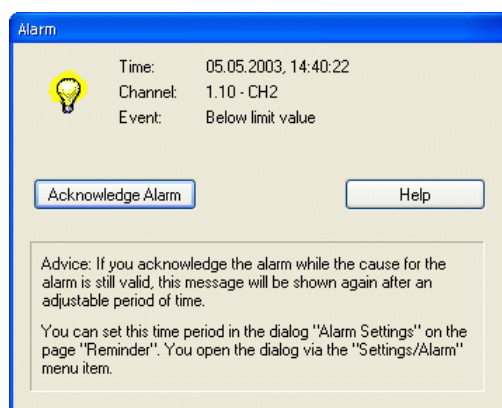 Alarm
Time: 05.05.2003, 14:40:22
Channel: 1.10 - CH2
Event: Below limit value
Acknowledge Alarm Help
Advice: If you acknowledge the alarm while the cause for the
alarm is still valid, this message will be shown again after an
adjustable period of time.
You can set this time period in the dialog "Alarm Settings" on the
page "Reminder". You open the dialog via the "Settings/Alarm"
menu item.